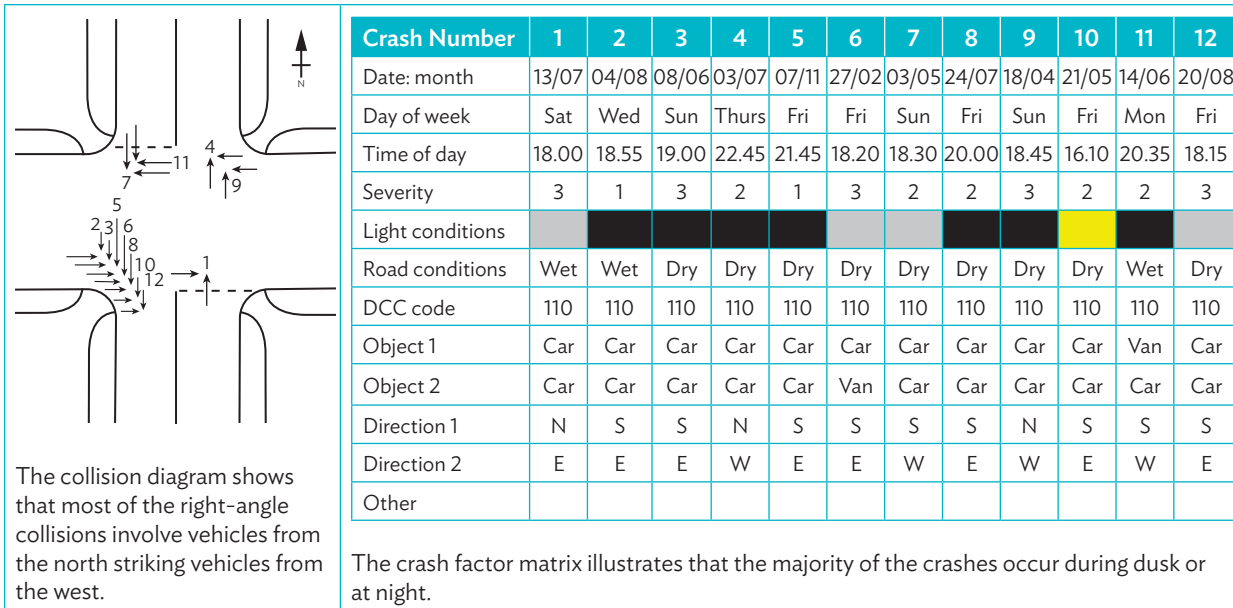 N
4
11
7
9
5
2
3
6
8
10
12
1
The collision diagram shows
that most of the right-angle
collisions involve vehicles from
the north striking vehicles from
the west.
Crash Number 1 2 3 4 5 6 7 8 9 10 11 12
Date: month 13/07 04/08 08/06 03/07 07/11 27/02 03/05 24/07 18/04 21/05 14/06 20/08
Day of week Sat Wed Sun Thurs Fri Fri Sun Fri Sun Fri Mon Fri
Time of day 18.00 18.55 19.00 22.45 21.45 18.20 18.30 20.00 18.45 16.10 20.35 18.15
Severity 3 1 3 2 1 3 2 2 3 2 2 3
Light conditions
Road conditions Wet Wet Dry Dry Dry Dry Dry Dry Dry Dry Wet Dry
DCC code 110 110 110 110 110 110 110 110 110 110 110 110
Object 1 Car Car Car Car Car Car Car Car Car Car Van Car
Object 2 Car Car Car Car Car Van Car Car Car Car Car Car
Direction 1 N S S N S S S S N S S S
Direction 2 E E E W E E W E W E W E
Other
The crash factor matrix illustrates that the majority of the crashes occur during dusk or
at night.